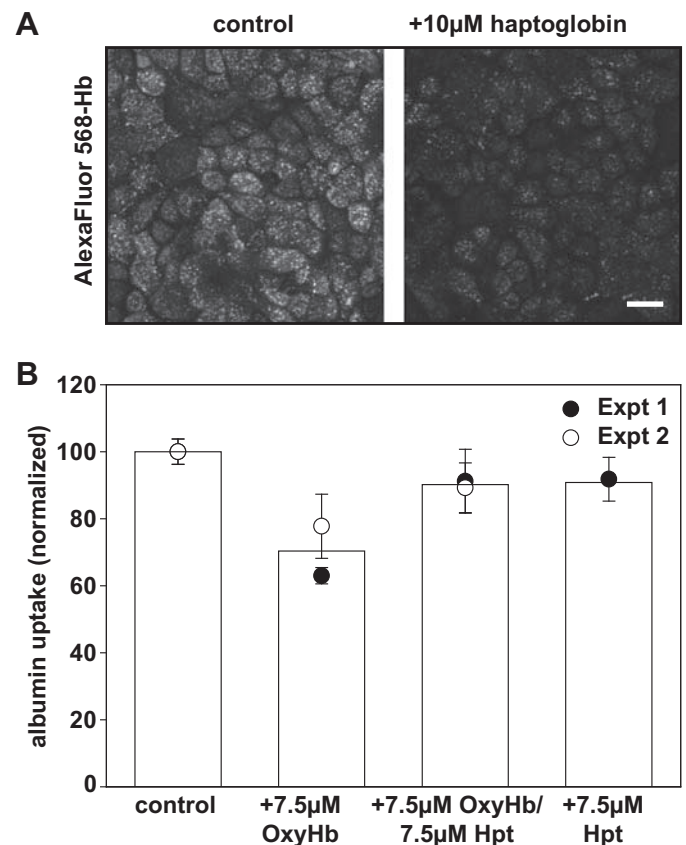 A
control
+10µM haptoglobin
AlexaFluor 568-Hb
B
albumin uptake (normalized)
120
100
80
60
40
20
0
Expt 1
Expt 2
control
+7.5µM
OxyHb
+7.5µM OxyHb/
7.5µM Hpt
+7.5µM
Hpt